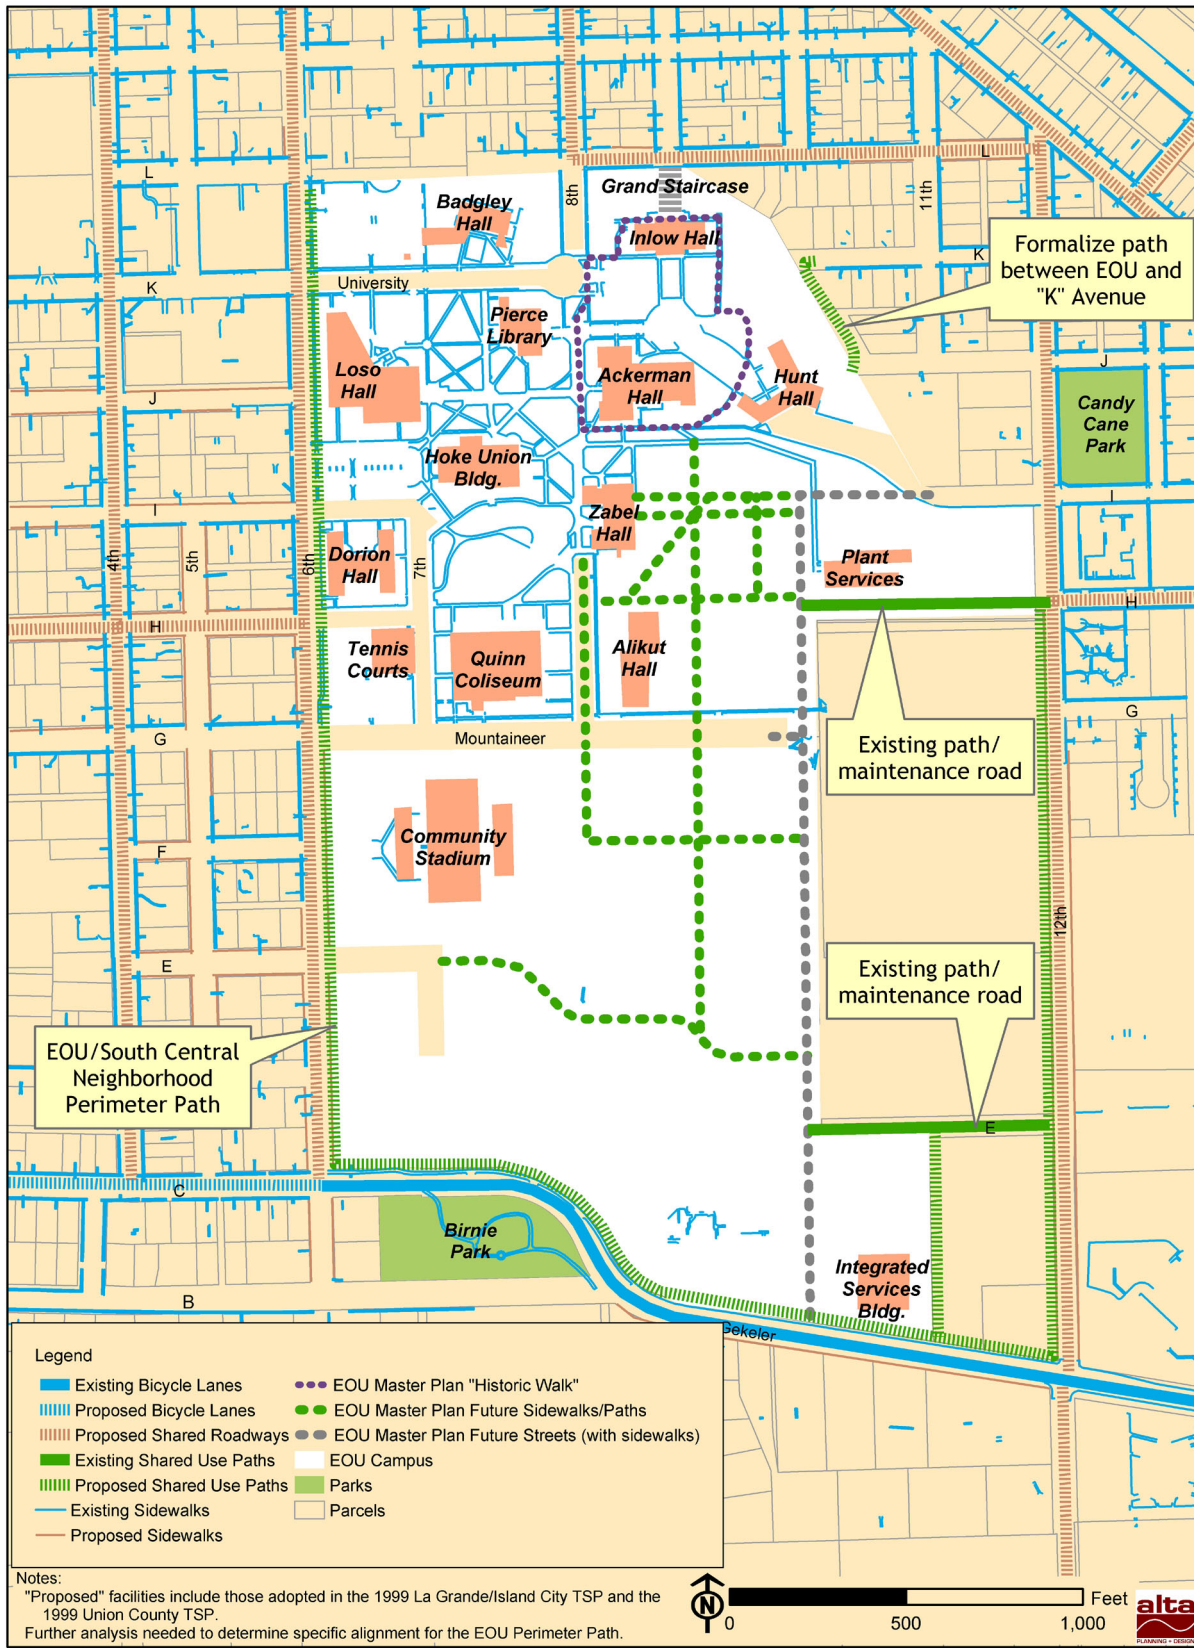 L
L
8th
Grand Staircase
11th
Badgley
Hall
Inlow Hall
Formalize path
between EOU and
"K" Avenue
K
University
K
Pierce
Library
Loso
Hall
Ackerman
Hall
Hunt
Hall
J
J
Candy
Cane
Park
Hoke Union
Bldg.
I
I
Zabel
Hall
4th
5th
6th
Dorion
Hall
7th
Plant
Services
H
H
Tennis
Courts
Quinn
Coliseum
Alikut
Hall
G
G
Mountaineer
Existing path/
maintenance road
F
Community
Stadium
12th
E
Existing path/
maintenance road
EOU/South Central
Neighborhood
Perimeter Path
E
C
Birnie
Park
Integrated
Services
Bldg.
B
Gekeler
Legend
Existing Bicycle Lanes
Proposed Bicycle Lanes
Proposed Shared Roadways
Existing Shared Use Paths
Proposed Shared Use Paths
Existing Sidewalks
Proposed Sidewalks
EOU Master Plan "Historic Walk"
EOU Master Plan Future Sidewalks/Paths
EOU Master Plan Future Streets (with sidewalks)
EOU Campus
Parks
Parcels
Notes:
"Proposed" facilities include those adopted in the 1999 La Grande/Island City TSP and the
1999 Union County TSP.
Further analysis needed to determine specific alignment for the EOU Perimeter Path.
N
Feet
0
500
1,000
alta
PLANNING + DESIGN